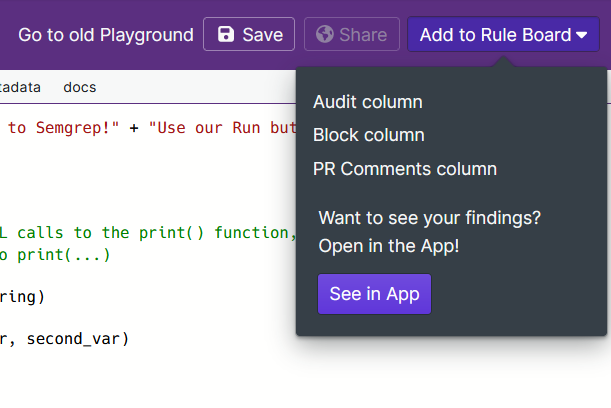 Go to old Playground Save Share Add to Rule Board
tadata docs
Audit column
to Semgrep!" + "Use our Run but
Block column
PR Comments column
Want to see your findings?
L calls to the print() function,
Open in the App!
o print(...)
See in App
ring)
r, second_var)